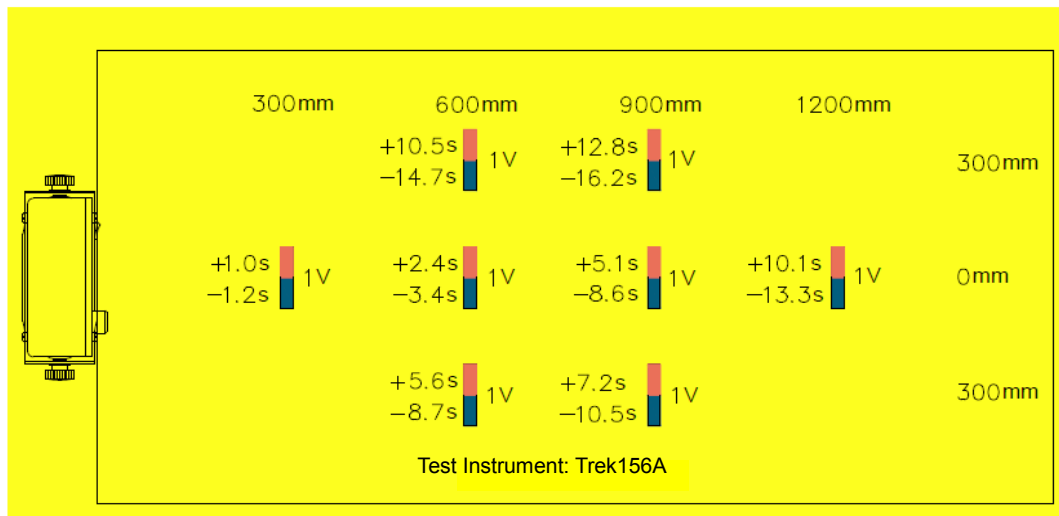 300mm 600mm 900mm 1200mm
+10.5s 1V +12.8s 1V 300mm
−14.7s −16.2s
+1.0s 1V +2.4s 1V +5.1s 1V +10.1s 1V 0mm
−1.2s −3.4s −8.6s −13.3s
+5.6s 1V +7.2s 1V 300mm
−8.7s −10.5s
Test Instrument: Trek156A